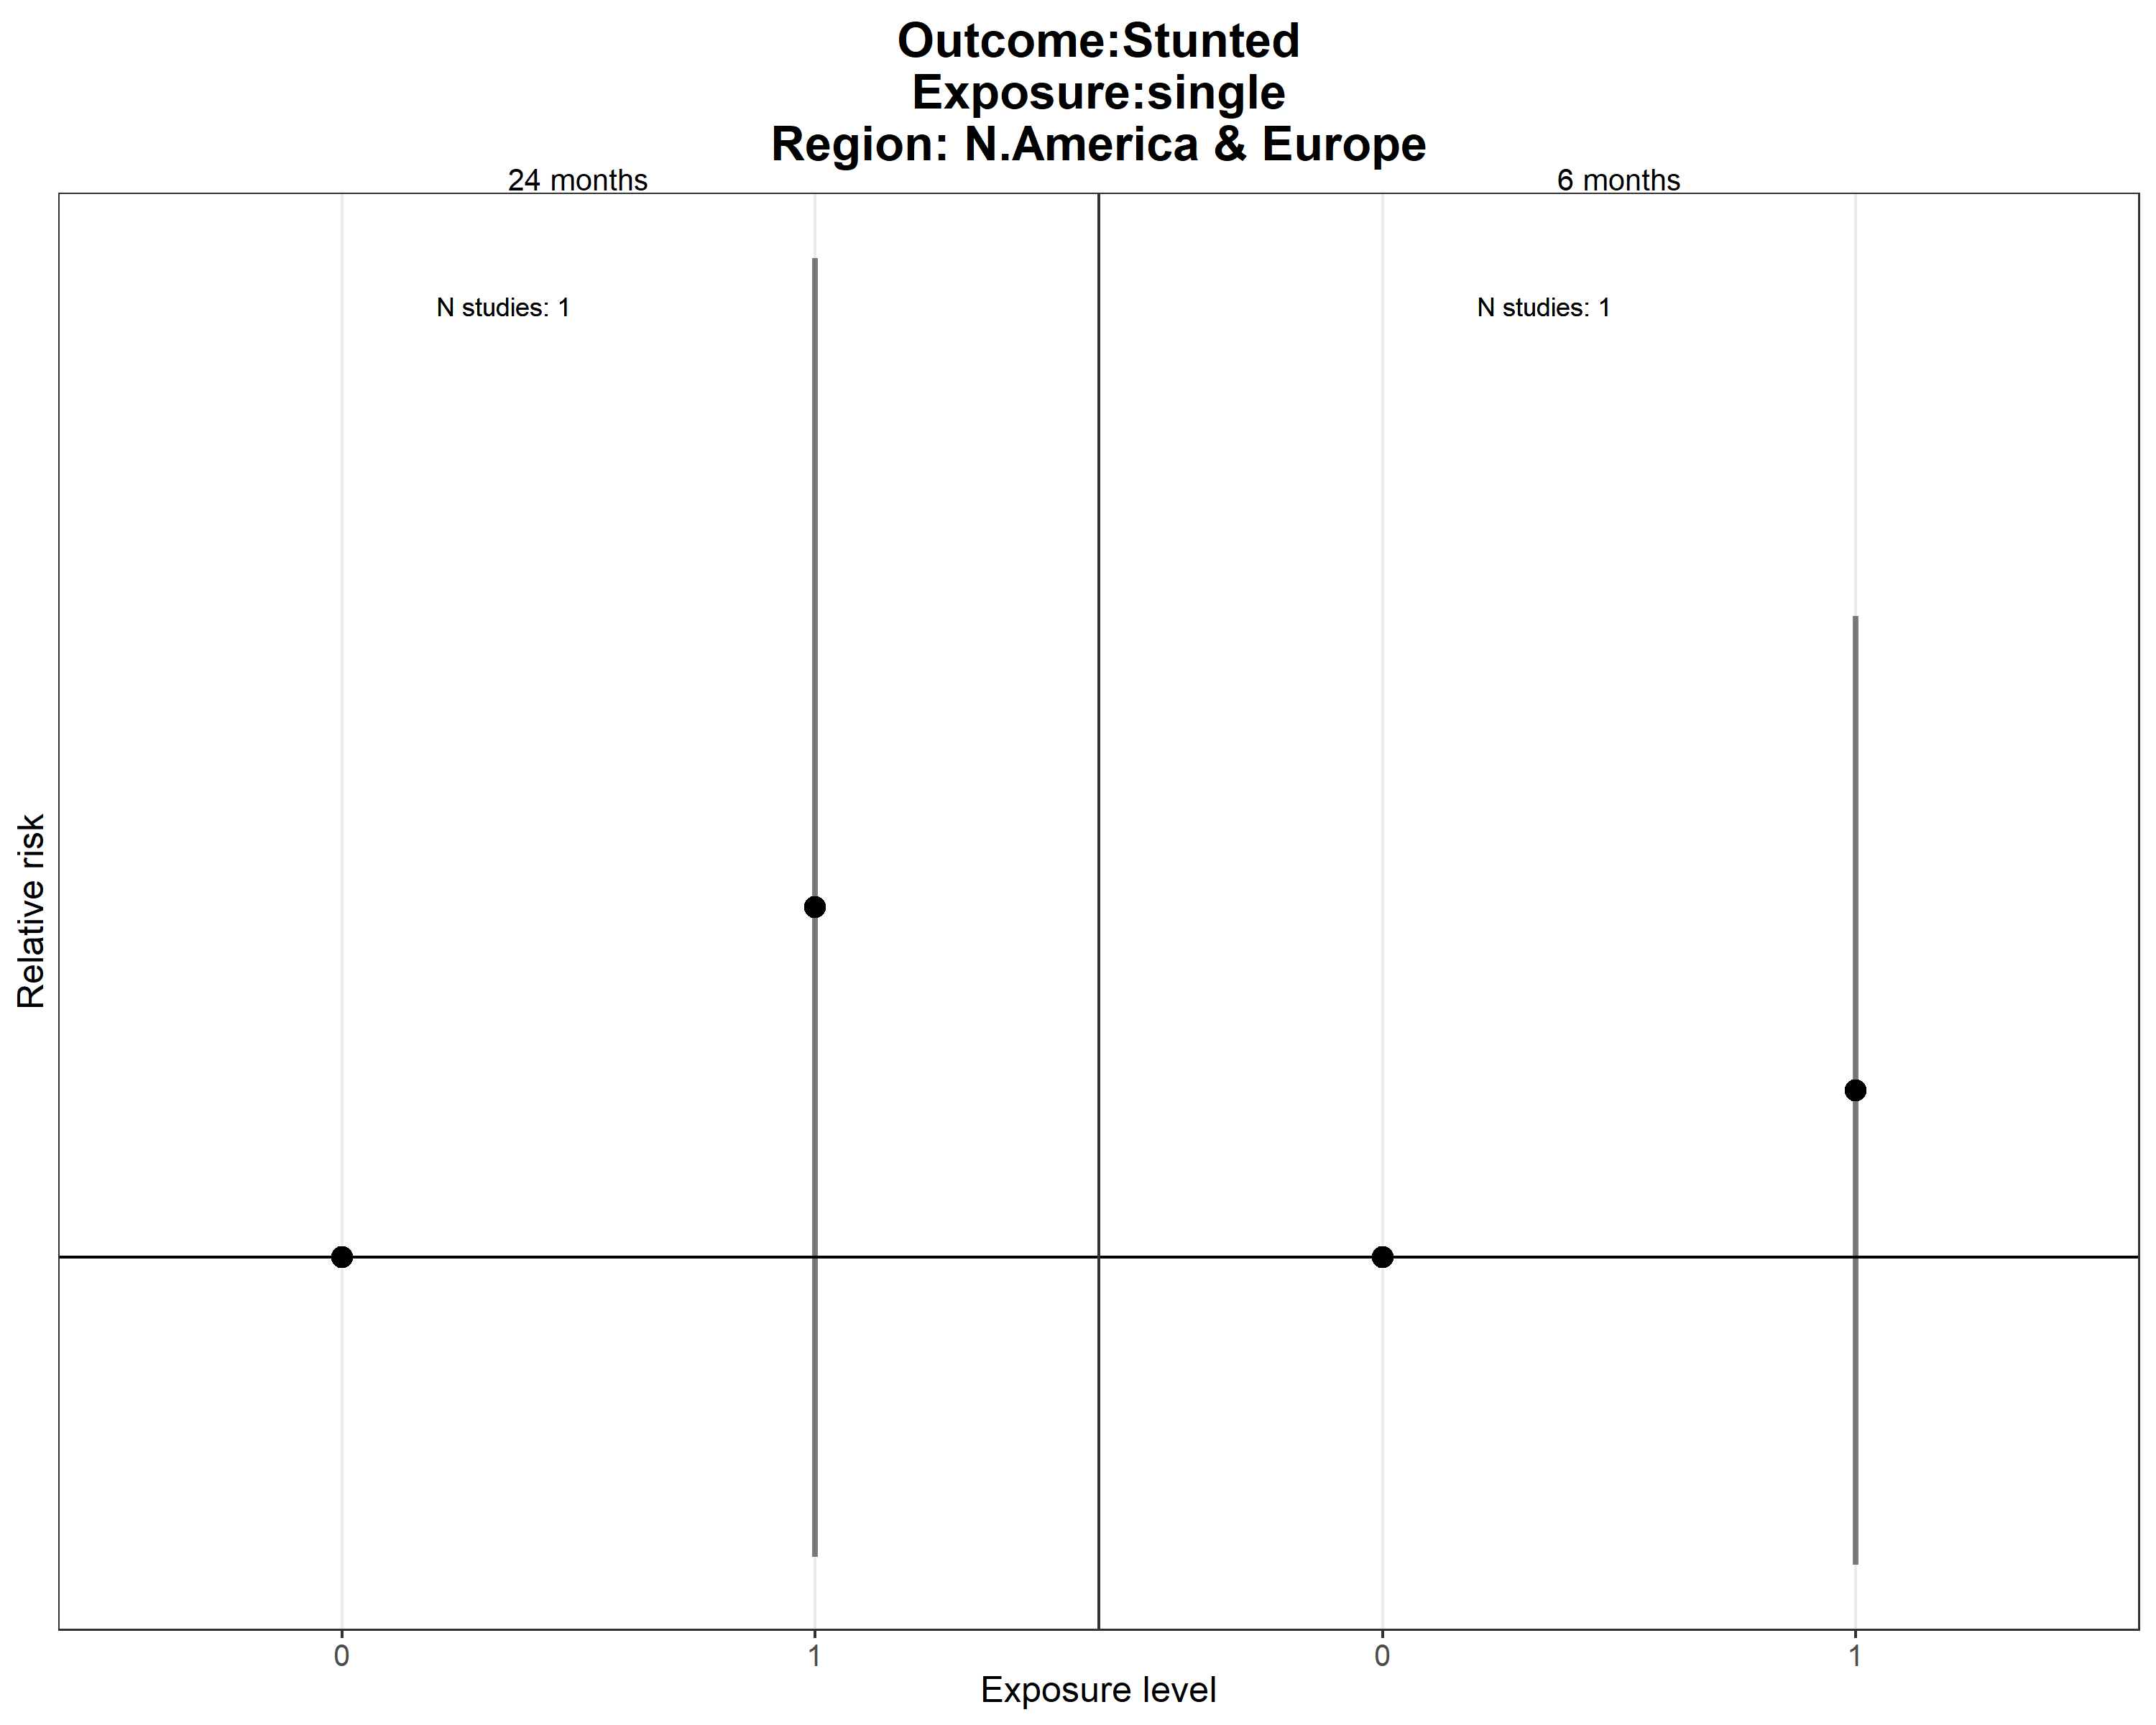 Outcome:Stunted
Exposure:single
Region: N.America & Europe
24 months
6 months
N studies: 1
N studies: 1
Relative risk
0
1
0
1
Exposure level